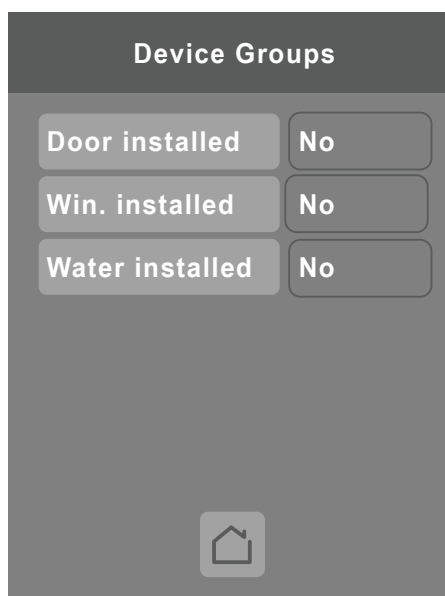 Device Groups
Door installed No
Win. installed No
Water installed No